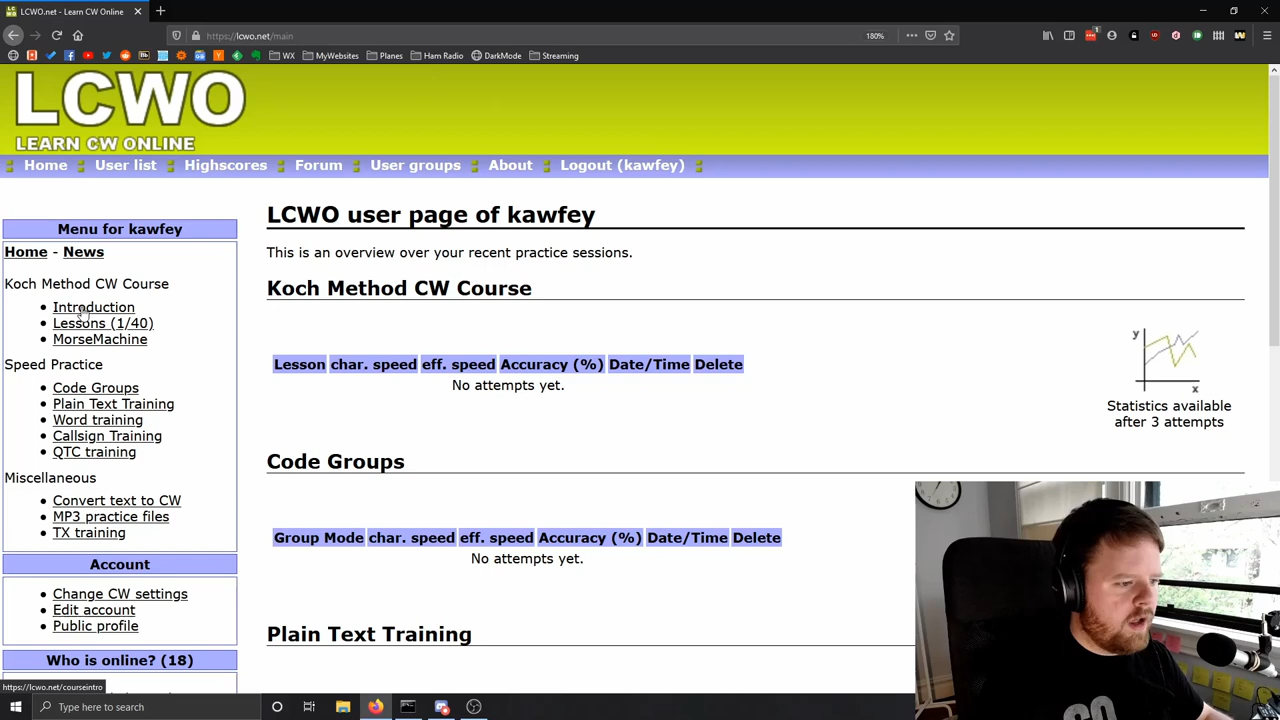 LCWO.net - Learn CW Online
https://lcwo.net/main
180%
WX
MyWebsites
Planes
Ham Radio
DarkMode
Streaming
LCWO
LEARN CW ONLINE
Home
User list
Highscores
Forum
User groups
About
Logout (kawfey)
Menu for kawfey
Home - News
Koch Method CW Course
Introduction
Lessons (1/40)
MorseMachine
Speed Practice
Code Groups
Plain Text Training
Word training
Callsign Training
QTC training
Miscellaneous
Convert text to CW
MP3 practice files
TX training
Account
Change CW settings
Edit account
Public profile
Who is online? (18)
https://lcwo.net/courseintro
LCWO user page of kawfey
This is an overview over your recent practice sessions.
Koch Method CW Course
Lesson char. speed eff. speed Accuracy (%) Date/Time Delete
No attempts yet.
y
x
Statistics available
after 3 attempts
Code Groups
Group Mode char. speed eff. speed Accuracy (%) Date/Time Delete
No attempts yet.
Plain Text Training
Type here to search